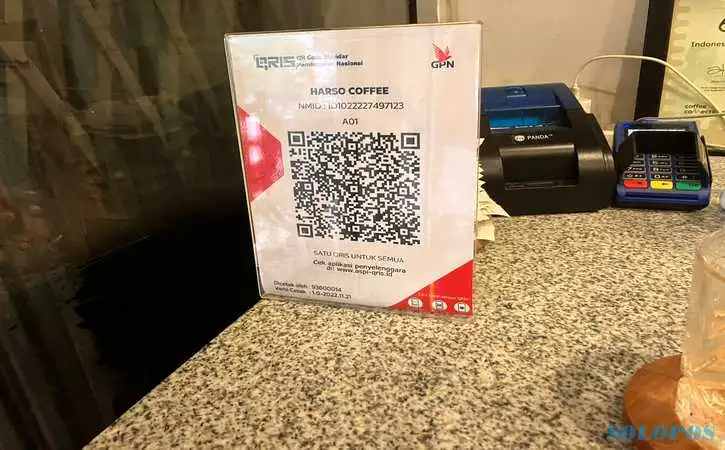 QRIS QR Code Standar
Pembayaran Nasional
GPN
HARSO COFFEE
NMID : ID1022227497123
A01
SATU QRIS UNTUK SEMUA
Cek aplikasi penyelenggara
di: www.aspi-qris.id
Dicetak oleh : 93600014
Versi Cetak : 1.0-2022.11.21
PANDA
Indones
coffee
SOLOPOS